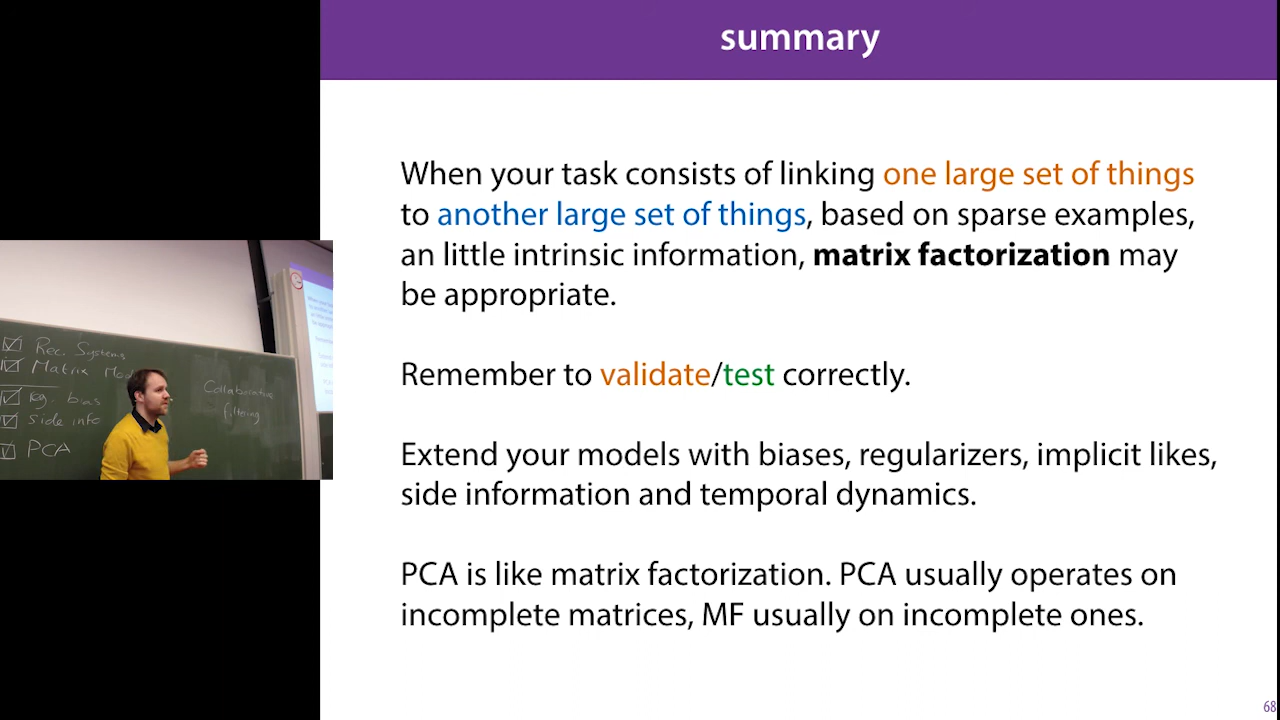 summary
When your task consists of linking one large set of things
to another large set of things, based on sparse examples,
an little intrinsic information, matrix factorization may
be appropriate.
Remember to validate/test correctly.
Extend your models with biases, regularizers, implicit likes,
side information and temporal dynamics.
PCA is like matrix factorization. PCA usually operates on
incomplete matrices, MF usually on incomplete ones.
68
Rec. Systems
Matrix
bias
side info
PCA
Collaborative
filtering